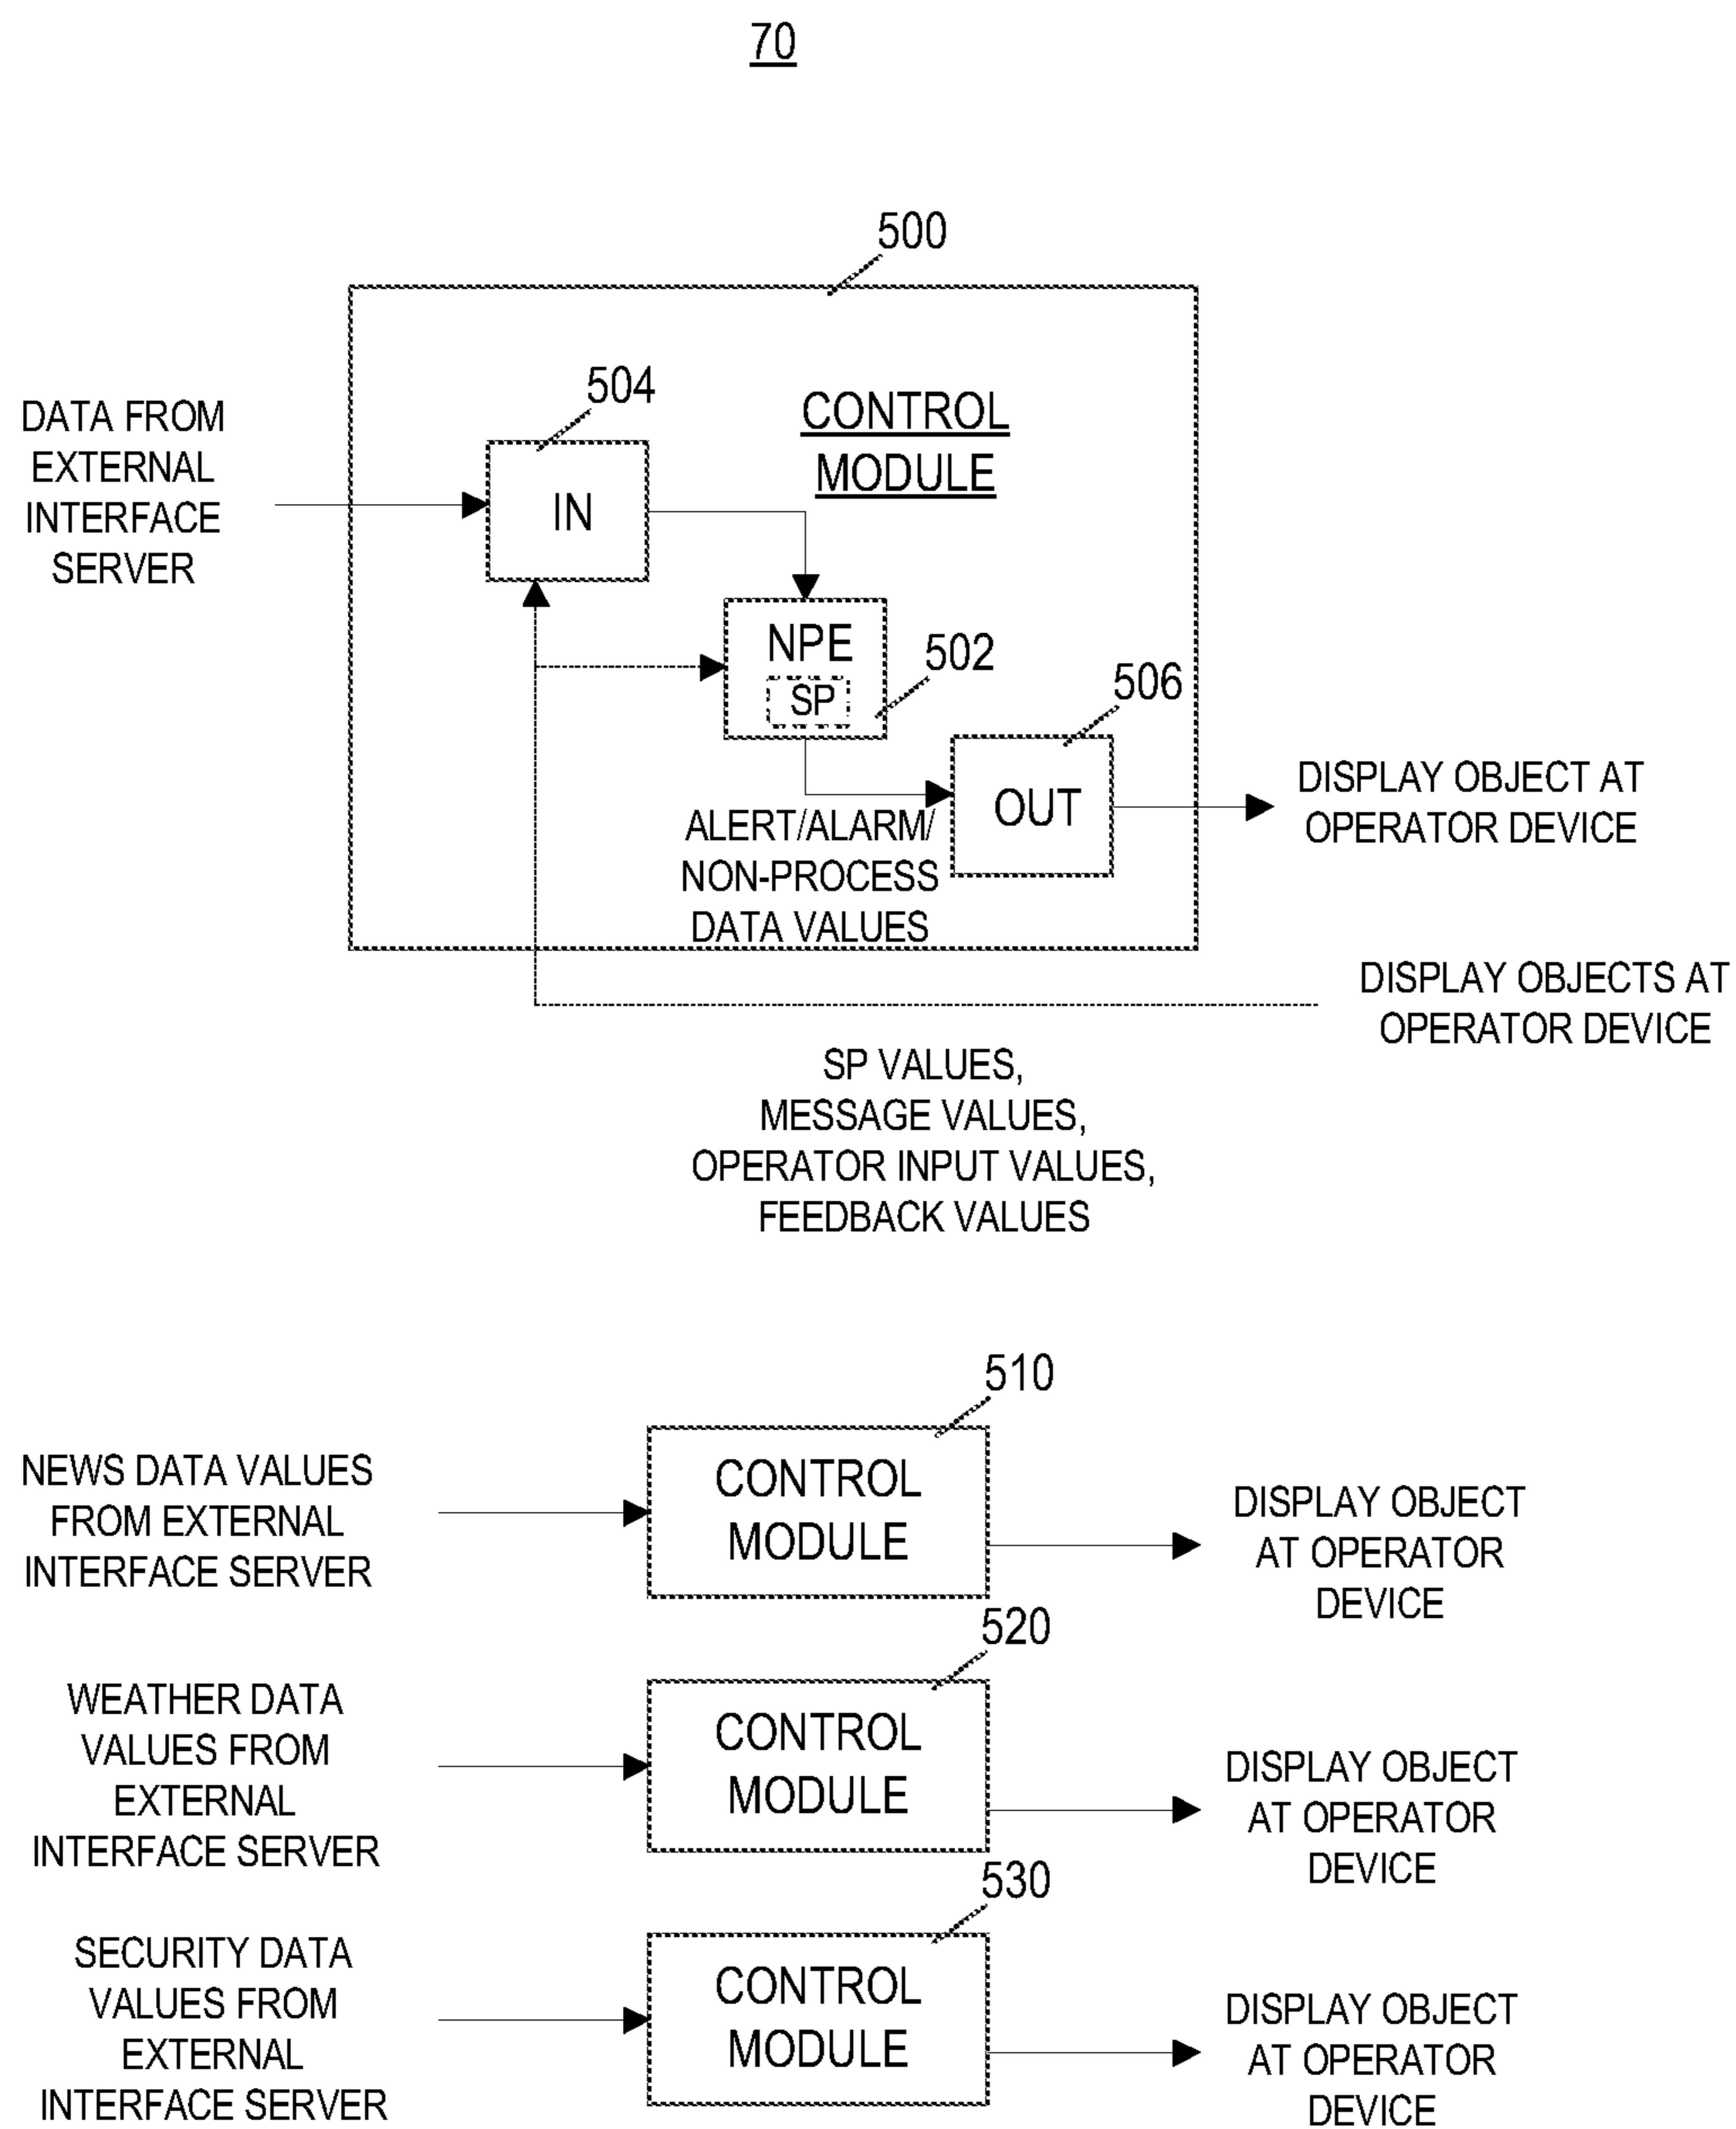 70
500
504
CONTROL
MODULE
DATA FROM
EXTERNAL
INTERFACE
SERVER
IN
NPE
SP
502
506
OUT
ALERT/ALARM/
NON-PROCESS
DATA VALUES
DISPLAY OBJECT AT
OPERATOR DEVICE
DISPLAY OBJECTS AT
OPERATOR DEVICE
SP VALUES,
MESSAGE VALUES,
OPERATOR INPUT VALUES,
FEEDBACK VALUES
510
NEWS DATA VALUES
FROM EXTERNAL
INTERFACE SERVER
CONTROL
MODULE
DISPLAY OBJECT
AT OPERATOR
DEVICE
520
WEATHER DATA
VALUES FROM
EXTERNAL
INTERFACE SERVER
CONTROL
MODULE
DISPLAY OBJECT
AT OPERATOR
DEVICE
530
SECURITY DATA
VALUES FROM
EXTERNAL
INTERFACE SERVER
CONTROL
MODULE
DISPLAY OBJECT
AT OPERATOR
DEVICE